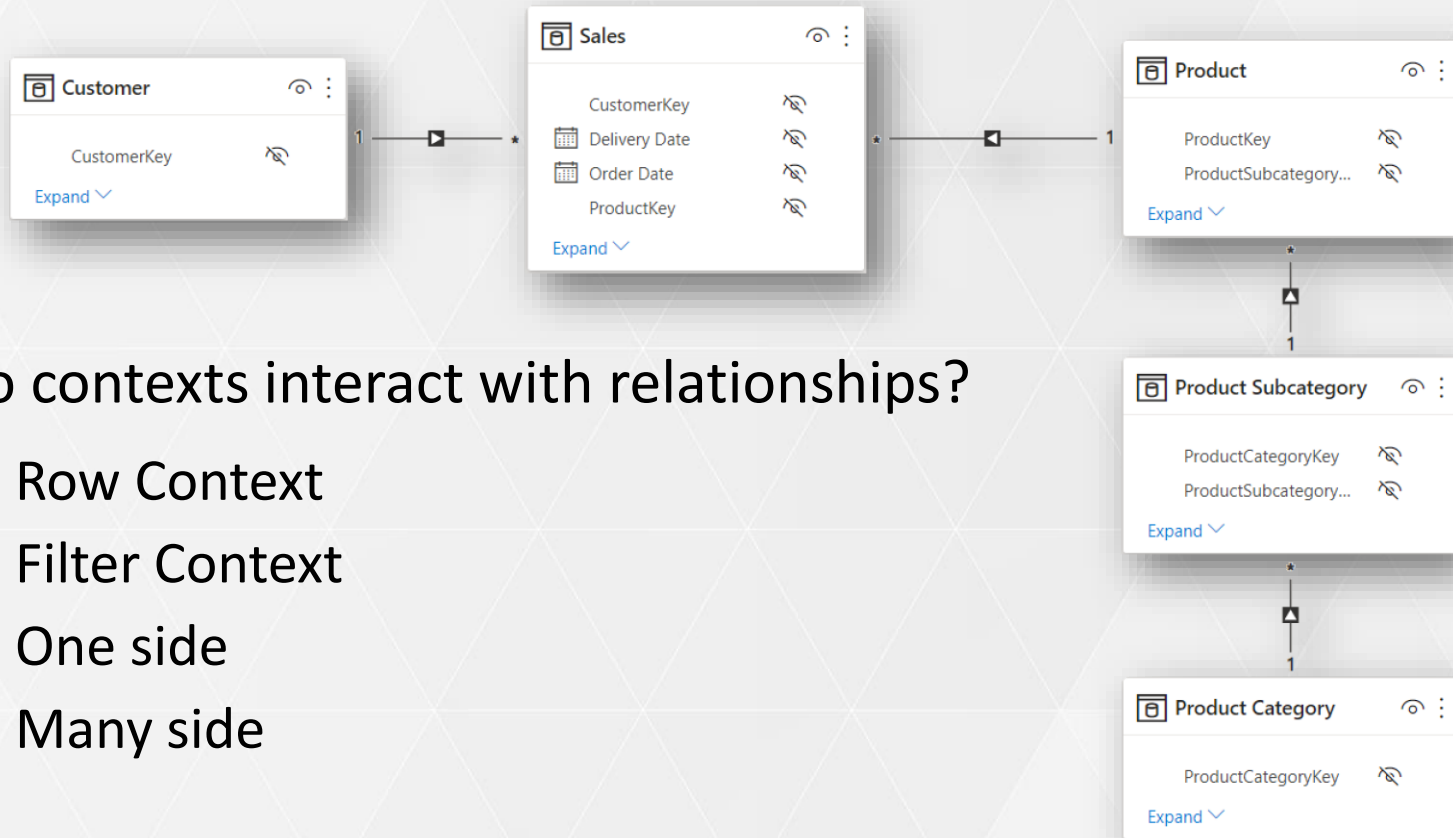 Customer
CustomerKey
Expand
1
*
Sales
CustomerKey
Delivery Date
Order Date
ProductKey
Expand
*
1
Product
ProductKey
ProductSubcategory...
Expand
*
1
Product Subcategory
ProductCategoryKey
ProductSubcategory...
Expand
*
1
Product Category
ProductCategoryKey
Expand
o contexts interact with relationships?
Row Context
Filter Context
One side
Many side